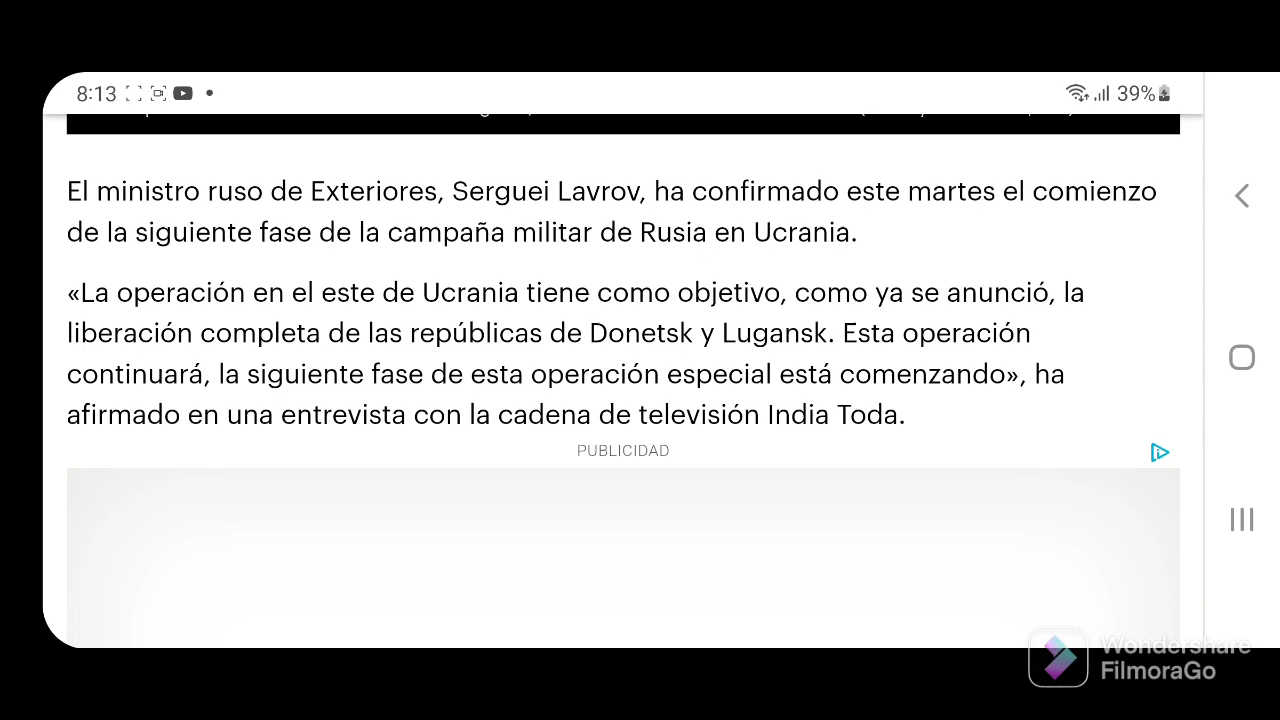 8:13
39%
El ministro ruso de Exteriores, Serguei Lavrov, ha confirmado este martes el comienzo
de la siguiente fase de la campaña militar de Rusia en Ucrania.
«La operación en el este de Ucrania tiene como objetivo, como ya se anunció, la
liberación completa de las repúblicas de Donetsk y Lugansk. Esta operación
continuará, la siguiente fase de esta operación especial está comenzando», ha
afirmado en una entrevista con la cadena de televisión India Toda.
PUBLICIDAD
Wondershare
FilmoraGo